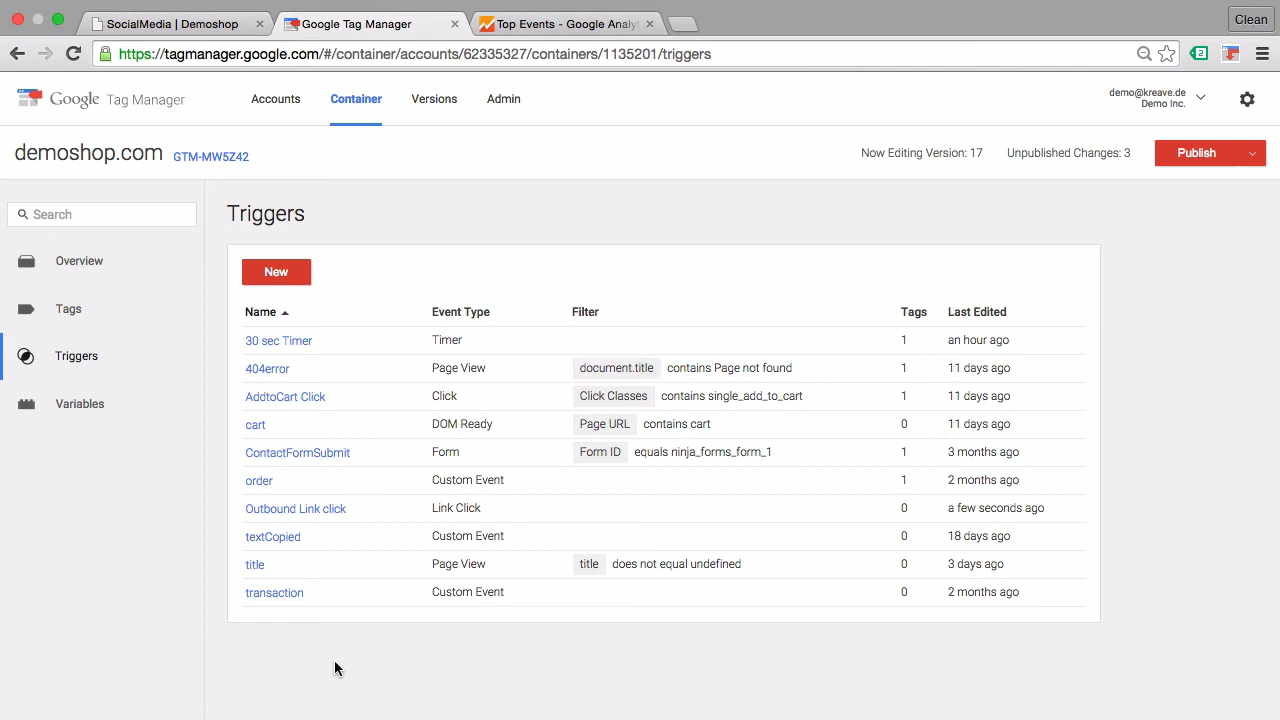 SocialMedia | Demoshop
Google Tag Manager
Top Events - Google Analyt
Clean
https://tagmanager.google.com/#/container/accounts/62335327/containers/1135201/triggers
2
Google Tag Manager
Accounts
Container
Versions
Admin
demo@kreave.de
Demo Inc.
demoshop.com GTM-MW5Z42
Now Editing Version: 17
Unpublished Changes: 3
Publish
Search
Overview
Tags
Triggers
Variables
Triggers
New
Name Event Type Filter Tags Last Edited
30 sec Timer Timer 1 an hour ago
404error Page View document.title contains Page not found 1 11 days ago
AddtoCart Click Click Click Classes contains single_add_to_cart 1 11 days ago
cart DOM Ready Page URL contains cart 0 11 days ago
ContactFormSubmit Form Form ID equals ninja_forms_form_1 1 3 months ago
order Custom Event 1 2 months ago
Outbound Link click Link Click 0 a few seconds ago
textCopied Custom Event 0 18 days ago
title Page View title does not equal undefined 0 3 days ago
transaction Custom Event 0 2 months ago